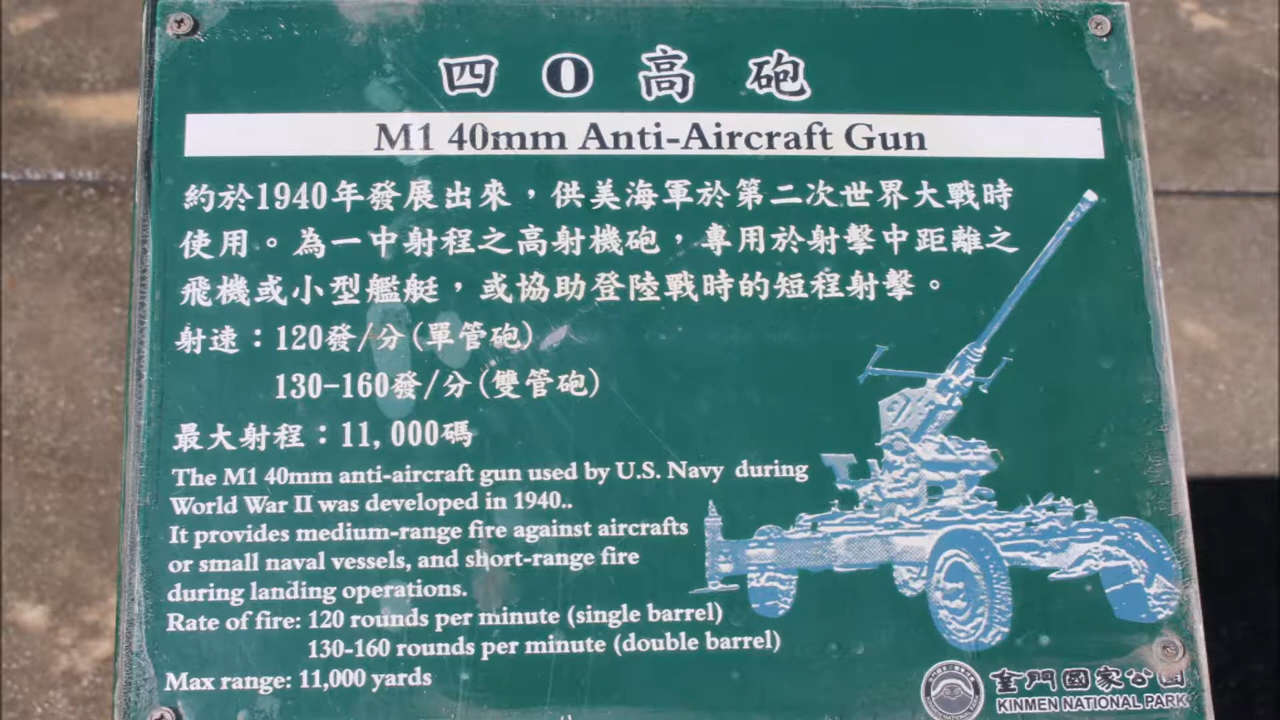 四0高砲
M1 40mm Anti-Aircraft Gun
約於1940年發展出來，供美海軍於第二次世界大戰時
使用。為一中射程之高射機砲，專用於射擊中距離之
飛機或小型艦艇，或協助登陸戰時的短程射擊。
射速：120發/分(單管砲)
130-160發/分(雙管砲)
最大射程：11,000碼
The M1 40mm anti-aircraft gun used by U.S. Navy during
World War II was developed in 1940..
It provides medium-range fire against aircrafts
or small naval vessels, and short-range fire
during landing operations.
Rate of fire: 120 rounds per minute (single barrel)
130-160 rounds per minute (double barrel)
Max range: 11,000 yards
金門國家公園
KINMEN NATIONAL PARK